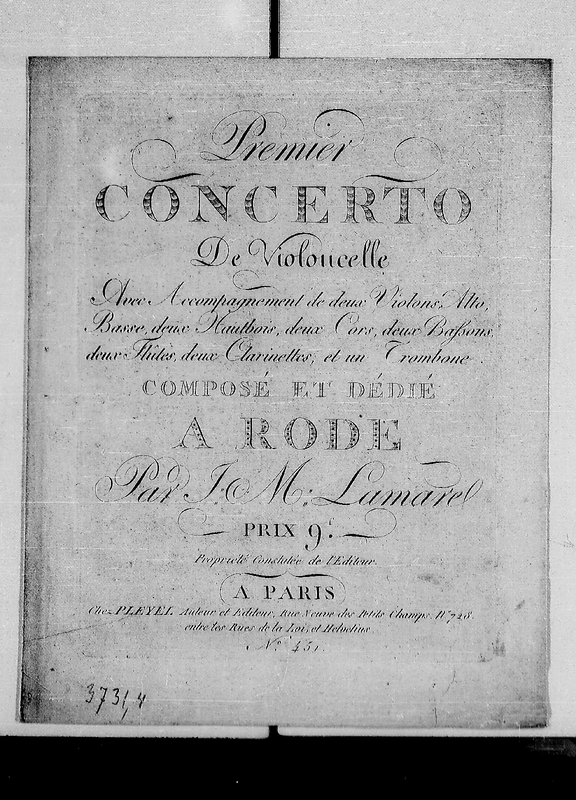 Premier
CONCERTO
De Violoncelle
Avec Accompagnement de deux Violons, Alto,
Basse, deux Hautbois, deux Cors, deux Baſsons,
deux Flûtes, deux Clarinettes, et un Trombone.
COMPOSÉ ET DÉDIÉ
A RODE
Par J. M. Lamare
PRIX 9.f
Propriété Constatée de l'Editeur.
A PARIS
Chez PLEYEL Auteur et Editeur, Rue Neuve des Petits Champs, N.o 728.
entre les Rues de la Loi, et Helvetius
N.o 451.
3731,4